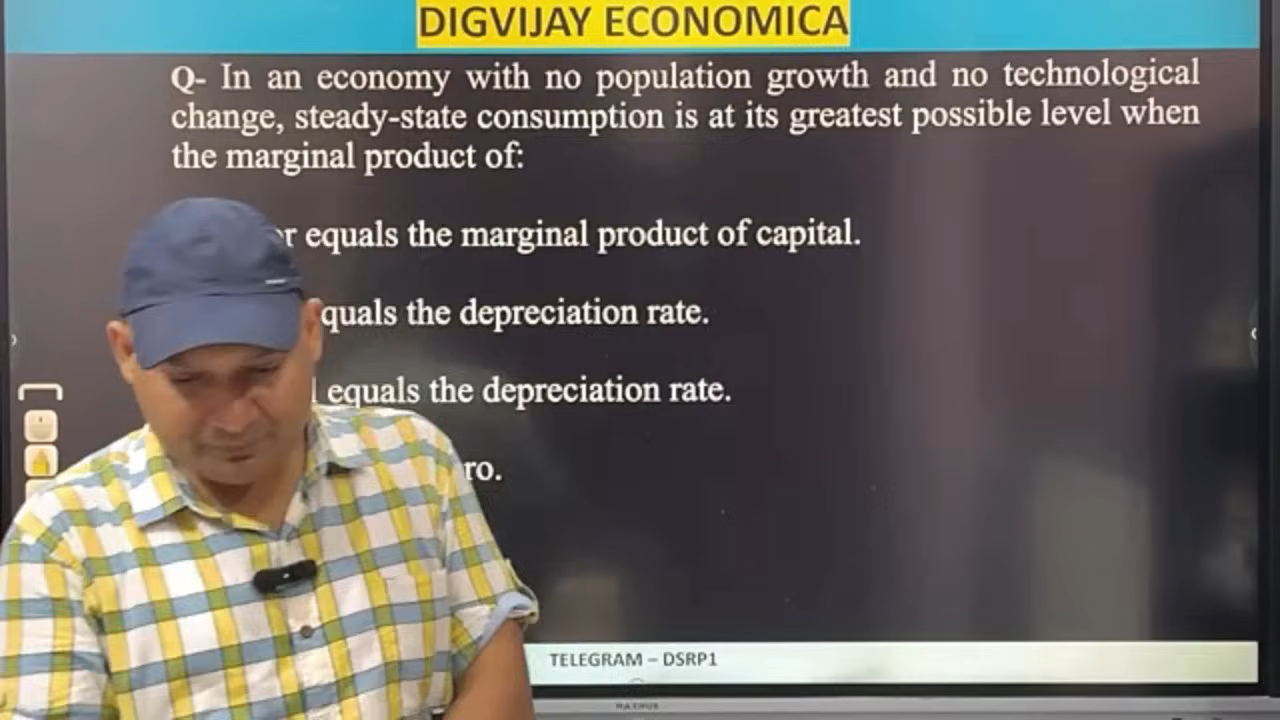 DIGVIJAY ECONOMICA
Q- In an economy with no population growth and no technological
change, steady-state consumption is at its greatest possible level when
the marginal product of:
equals the marginal product of capital.
equals the depreciation rate.
equals the depreciation rate.
TELEGRAM – DSRP1